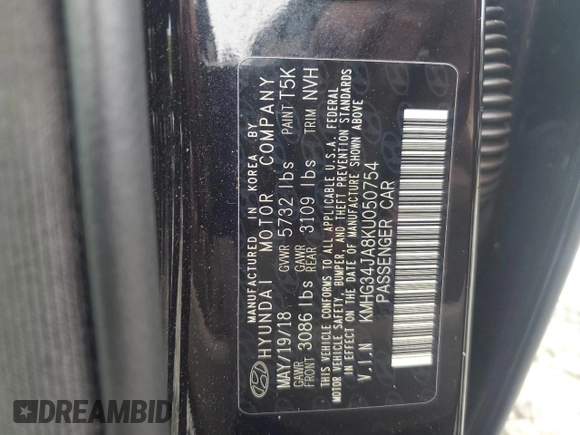 MANUFACTURED IN KOREA BY
HYUNDAI MOTOR COMPANY
MAY/19/18 GVWR 5732 lbs PAINT T5K
GAWR FRONT 3086 lbs GAWR REAR 3109 lbs TRIM NVH
THIS VEHICLE CONFORMS TO ALL APPLICABLE U.S.A. FEDERAL
MOTOR VEHICLE SAFETY, BUMPER, AND THEFT PREVENTION STANDARDS
IN EFFECT ON THE DATE OF MANUFACTURE SHOWN ABOVE
V.I.N KMHG34JA8KU050754
PASSENGER CAR
DREAMBID